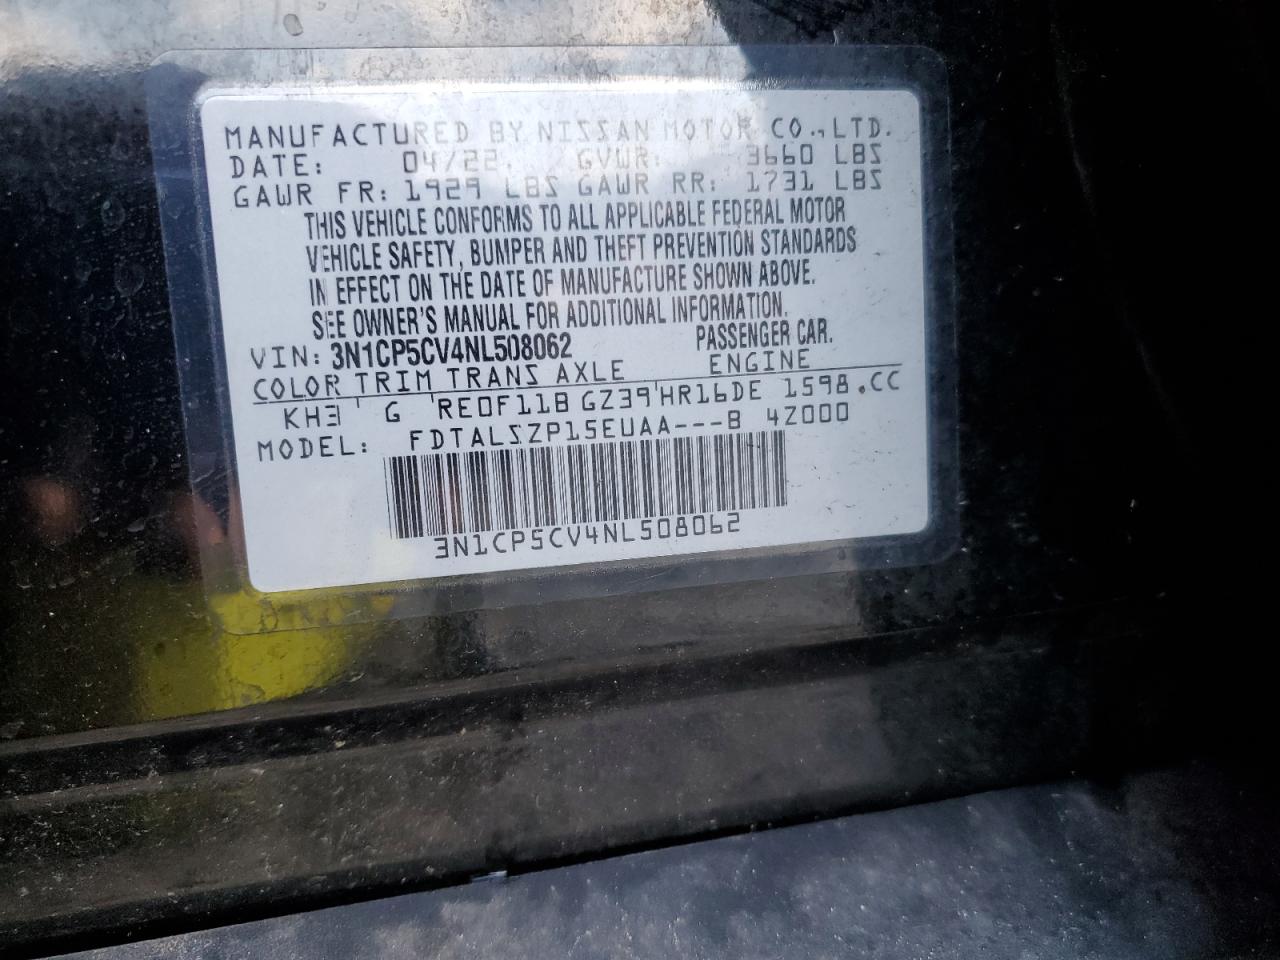 MANUFACTURED BY NISSAN MOTOR CO., LTD.
DATE: 04/22. GVWR: 3660 LBS
GAWR FR: 1929 LBS GAWR RR: 1731 LBS
THIS VEHICLE CONFORMS TO ALL APPLICABLE FEDERAL MOTOR
VEHICLE SAFETY, BUMPER AND THEFT PREVENTION STANDARDS
IN EFFECT ON THE DATE OF MANUFACTURE SHOWN ABOVE.
SEE OWNER'S MANUAL FOR ADDITIONAL INFORMATION.
VIN: 3N1CP5CV4NL508062 PASSENGER CAR.
COLOR TRIM TRANS AXLE ENGINE
KH3 G RE0F11B GZ39 HR16DE 1598.CC
MODEL: FDTALSZP15EUAA---B 4Z000
3N1CP5CV4NL508062